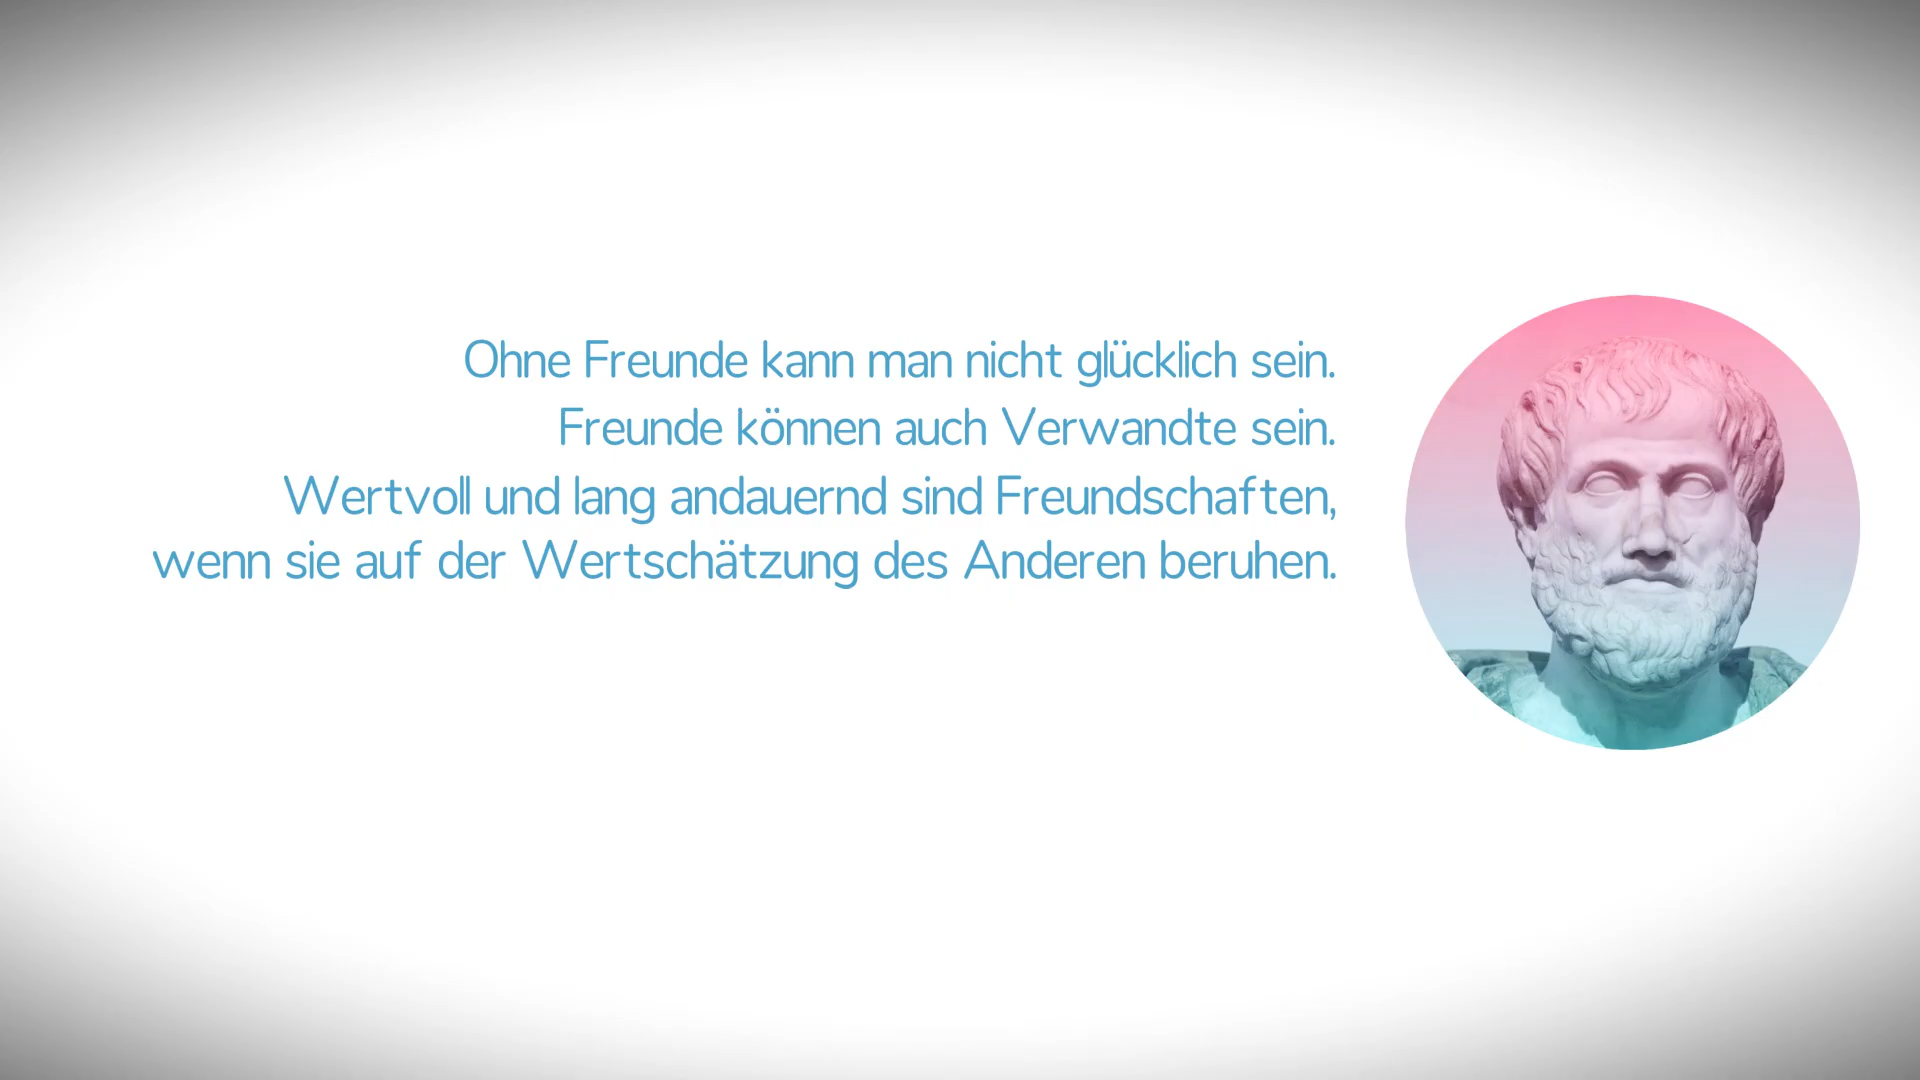 Ohne Freunde kann man nicht glücklich sein.
Freunde können auch Verwandte sein.
Wertvoll und lang andauernd sind Freundschaften,
wenn sie auf der Wertschätzung des Anderen beruhen.